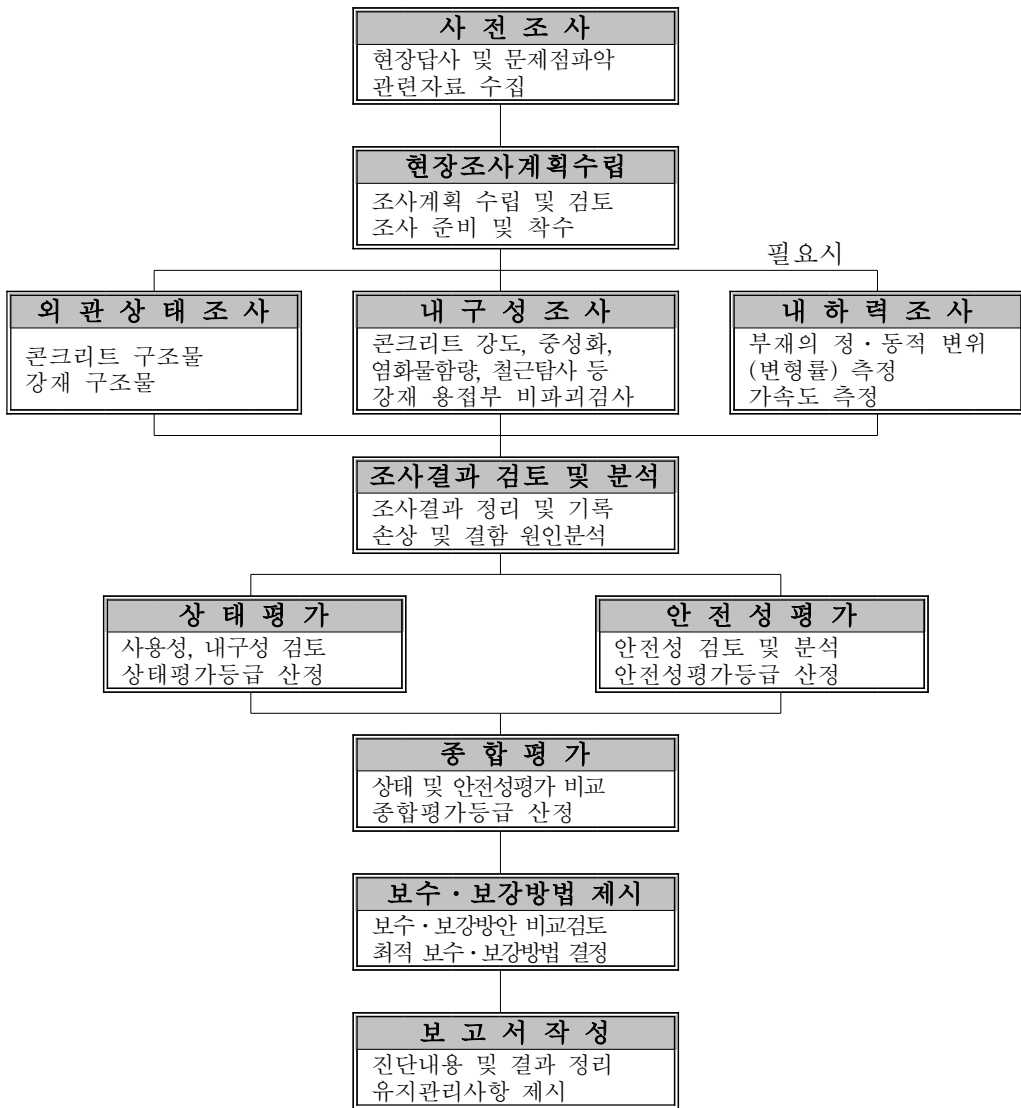 사 전 조 사
현장답사 및 문제점파악
관련자료 수집
현장조사계획수립
조사계획 수립 및 검토
조사 준비 및 착수
필요시
외 관 상 태 조 사
콘크리트 구조물
강재 구조물
내 구 성 조 사
콘크리트 강도, 중성화,
염화물함량, 철근탐사 등
강재 용접부 비파괴검사
내 하 력 조 사
부재의 정・동적 변위
(변형률) 측정
가속도 측정
조사결과 검토 및 분석
조사결과 정리 및 기록
손상 및 결함 원인분석
상 태 평 가
사용성, 내구성 검토
상태평가등급 산정
안 전 성 평 가
안전성 검토 및 분석
안전성평가등급 산정
종 합 평 가
상태 및 안전성평가 비교
종합평가등급 산정
보수・보강방법 제시
보수・보강방안 비교검토
최적 보수・보강방법 결정
보 고 서 작 성
진단내용 및 결과 정리
유지관리사항 제시